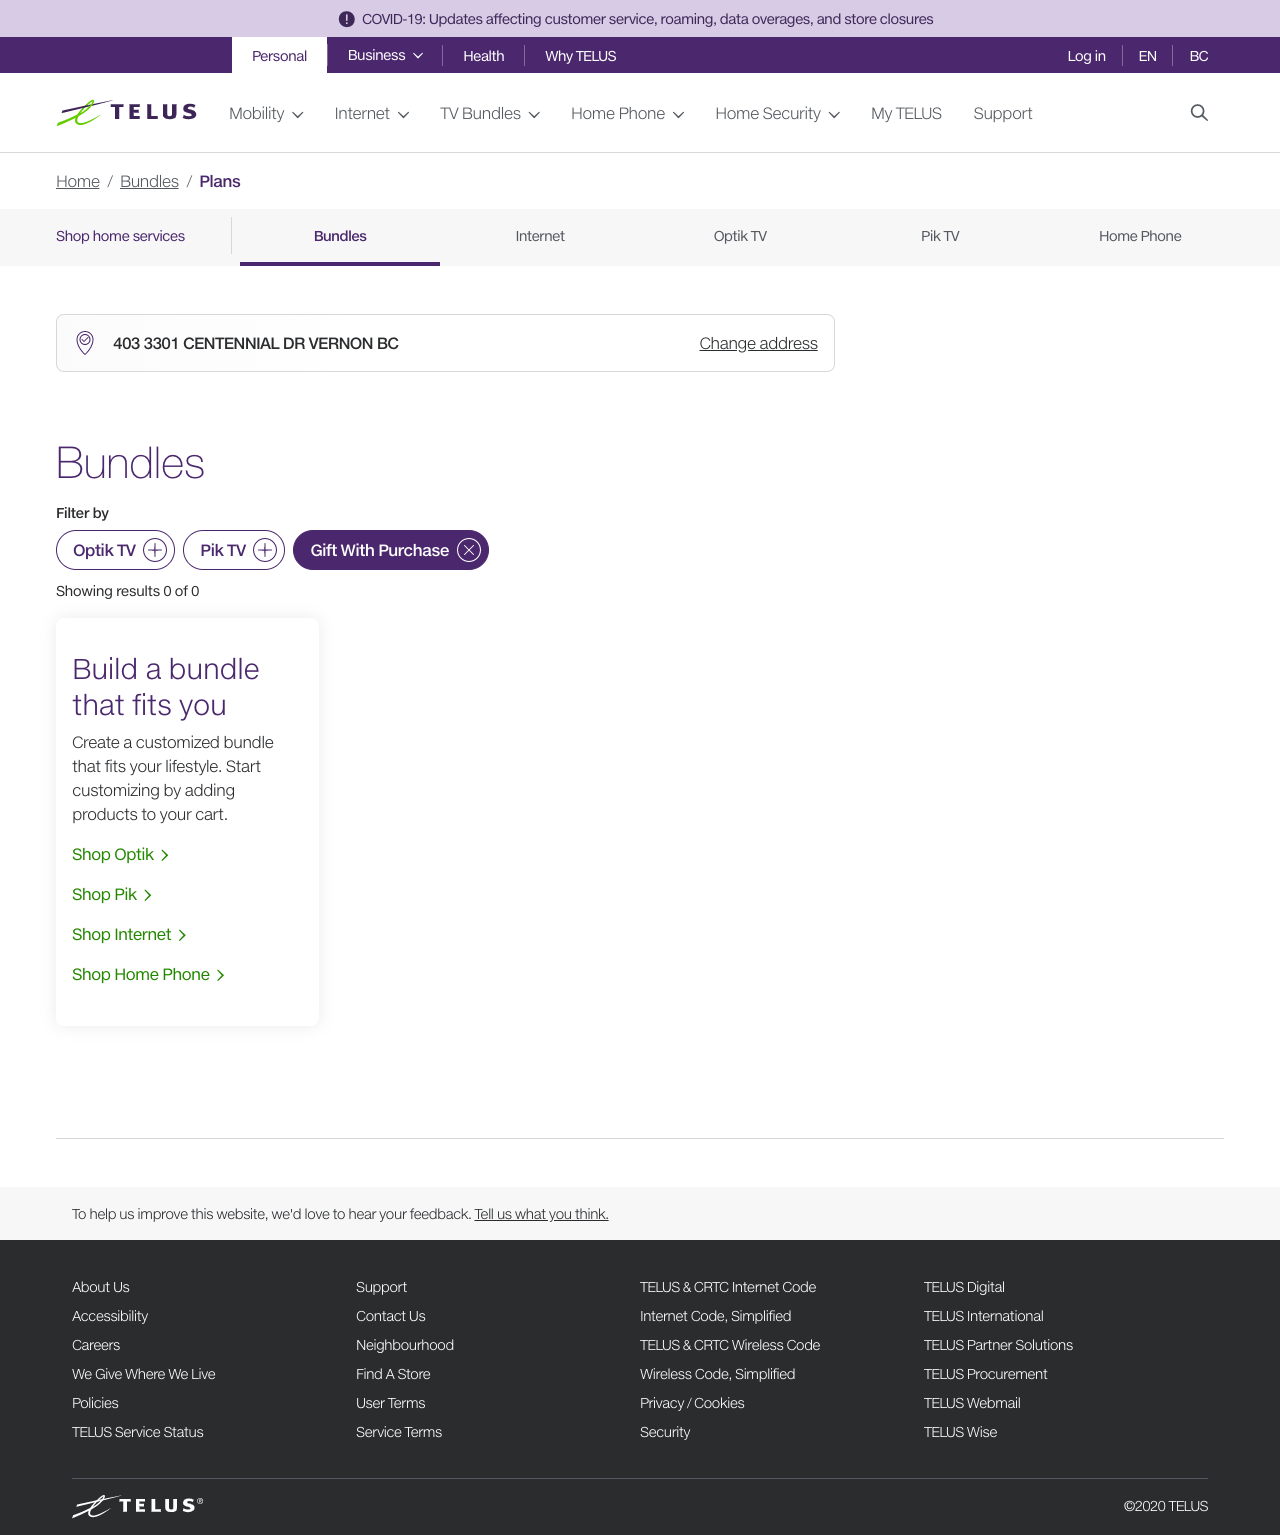 COVID-19: Updates affecting customer service, roaming, data overages, and store closures
Personal Business Health Why TELUS Log in EN BC
TELUS Mobility Internet TV Bundles Home Phone Home Security My TELUS Support
Home / Bundles / Plans
Shop home services Bundles Internet Optik TV Pik TV Home Phone
403 3301 CENTENNIAL DR VERNON BC Change address
Bundles
Filter by
Optik TV Pik TV Gift With Purchase
Showing results 0 of 0
Build a bundle
that fits you
Create a customized bundle
that fits your lifestyle. Start
customizing by adding
products to your cart.
Shop Optik
Shop Pik
Shop Internet
Shop Home Phone
To help us improve this website, we'd love to hear your feedback. Tell us what you think.
About Us Support TELUS & CRTC Internet Code TELUS Digital
Accessibility Contact Us Internet Code, Simplified TELUS International
Careers Neighbourhood TELUS & CRTC Wireless Code TELUS Partner Solutions
We Give Where We Live Find A Store Wireless Code, Simplified TELUS Procurement
Policies User Terms Privacy / Cookies TELUS Webmail
TELUS Service Status Service Terms Security TELUS Wise
TELUS® ©2020 TELUS